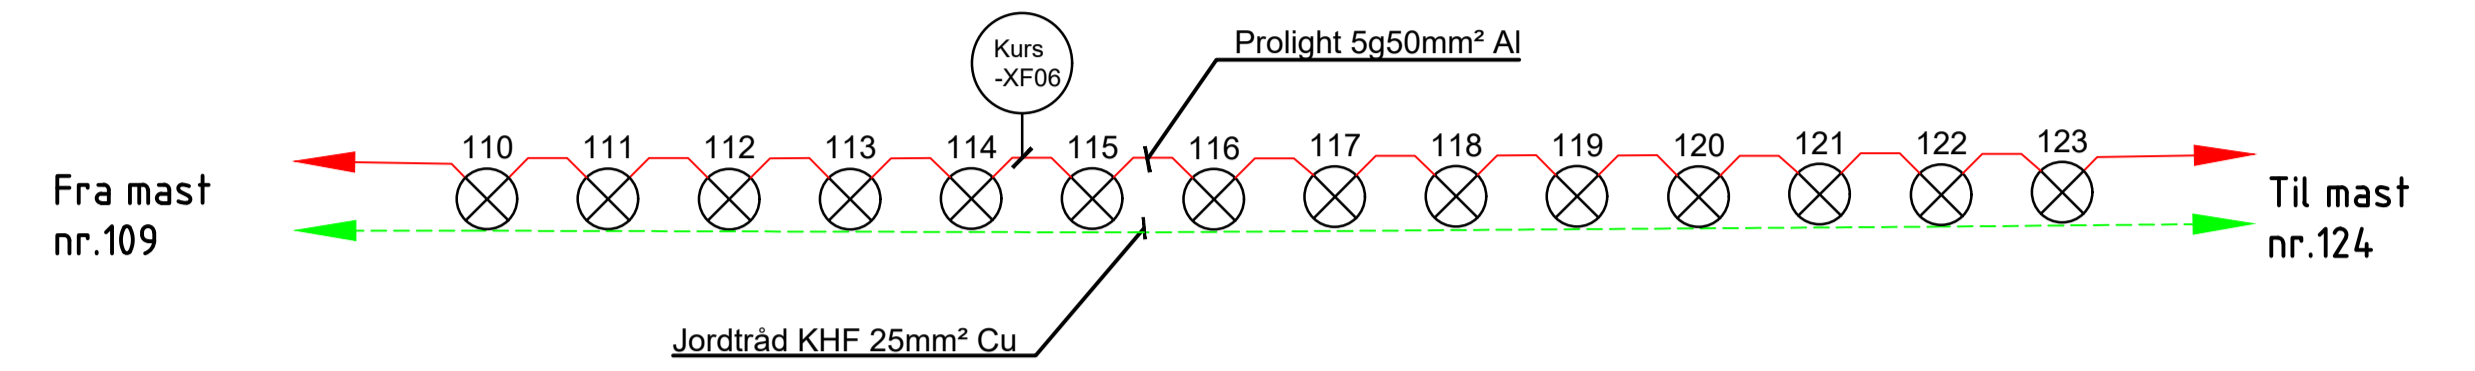 Kurs
-XF06
Prolight 5g50mm² Al
110 111 112 113 114 115 116 117 118 119 120 121 122 123
Fra mast
nr.109
Til mast
nr.124
Jordtråd KHF 25mm² Cu